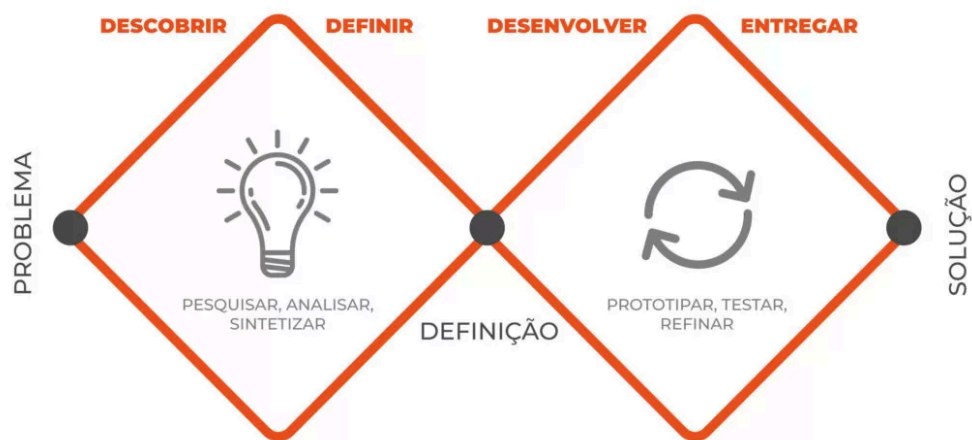 DESCOBRIR
DEFINIR
DESENVOLVER
ENTREGAR
PROBLEMA
PESQUISAR, ANALISAR,
SINTETIZAR
DEFINIÇÃO
PROTOTIPAR, TESTAR,
REFINAR
SOLUÇÃO